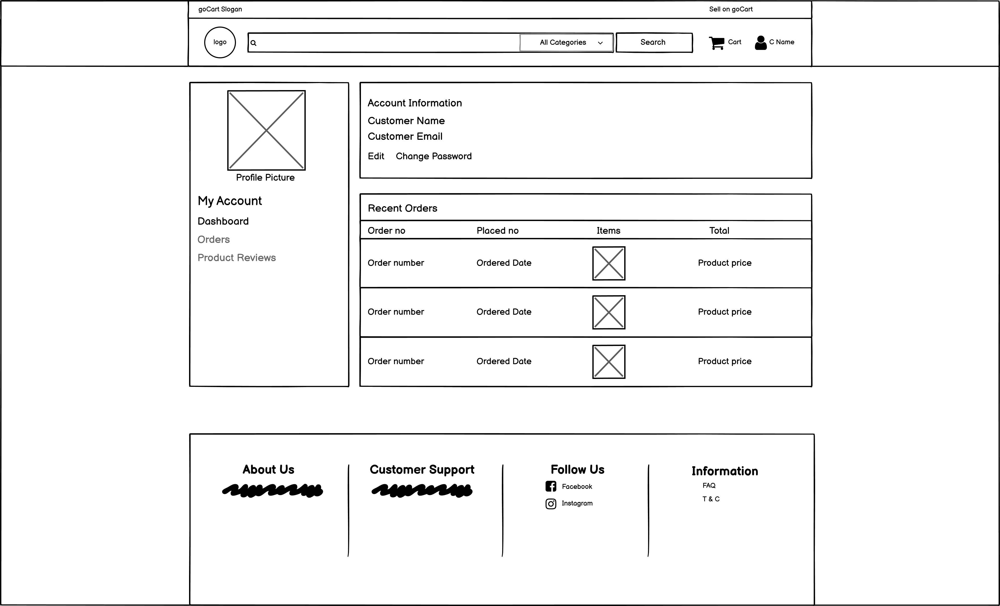 goCart Slogan Sell on goCart
logo All Categories Search Cart C Name
Profile Picture
My Account
Dashboard
Orders
Product Reviews
Account Information
Customer Name
Customer Email
Edit Change Password
Recent Orders
Order no Placed no Items Total
Order number Ordered Date Product price
Order number Ordered Date Product price
Order number Ordered Date Product price
About Us
Customer Support
Follow Us
Facebook
Instagram
Information
FAQ
T & C